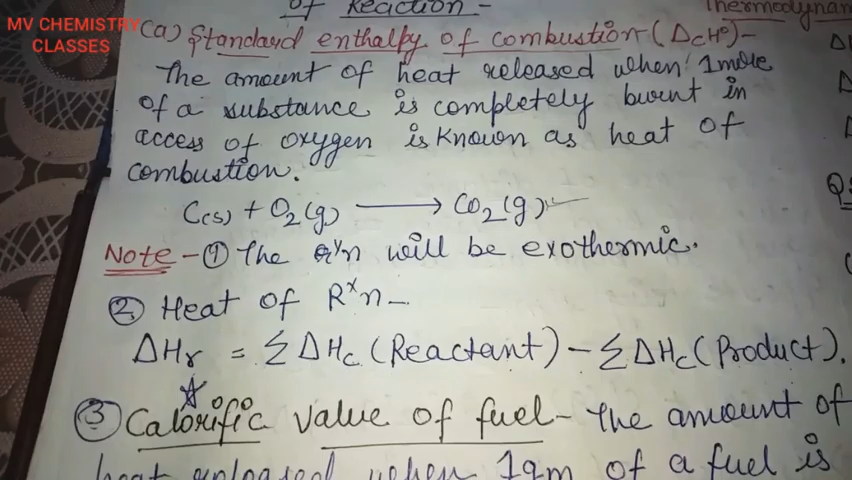 of Reaction -
Thermodynam
MV CHEMISTRY
CLASSES
(a) Standard enthalpy of combustion - (ΔcH⁰) -
The amount of heat released when 1 mole
of a substance is completely burnt in
access of oxygen is known as heat of
combustion.
C(s) + O₂(g) ⟶ CO₂(g)
Note - ① The Rˣn will be exothermic.
② Heat of Rˣn -
ΔHr = Σ ΔHc (Reactant) - Σ ΔHc (Product).
③ Calorific value of fuel - The amount of
heat released when 1gm of a fuel is